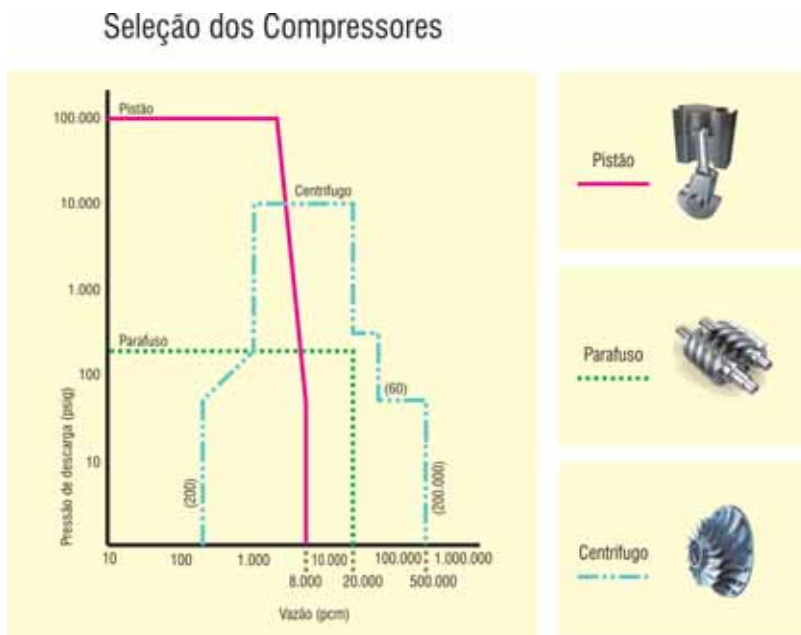 Seleção dos Compressores
Pistão
100.000
Centrífugo
10.000
1.000
Parafuso
100
(60)
10
(200)
(200.000)
Pressão de descarga (psig)
10 100 1.000 10.000 100.000 1.000.000
8.000 20.000 500.000
Vazão (pcm)
Pistão
Parafuso
Centrífugo